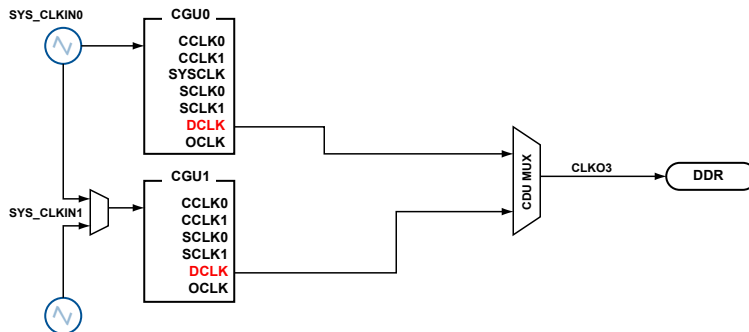 SYS_CLKIN0
CGU0
CCLK0
CCLK1
SYSCLK
SCLK0
SCLK1
DCLK
OCLK
SYS_CLKIN1
CGU1
CCLK0
CCLK1
SCLK0
SCLK1
DCLK
OCLK
CDU MUX
CLKO3
DDR